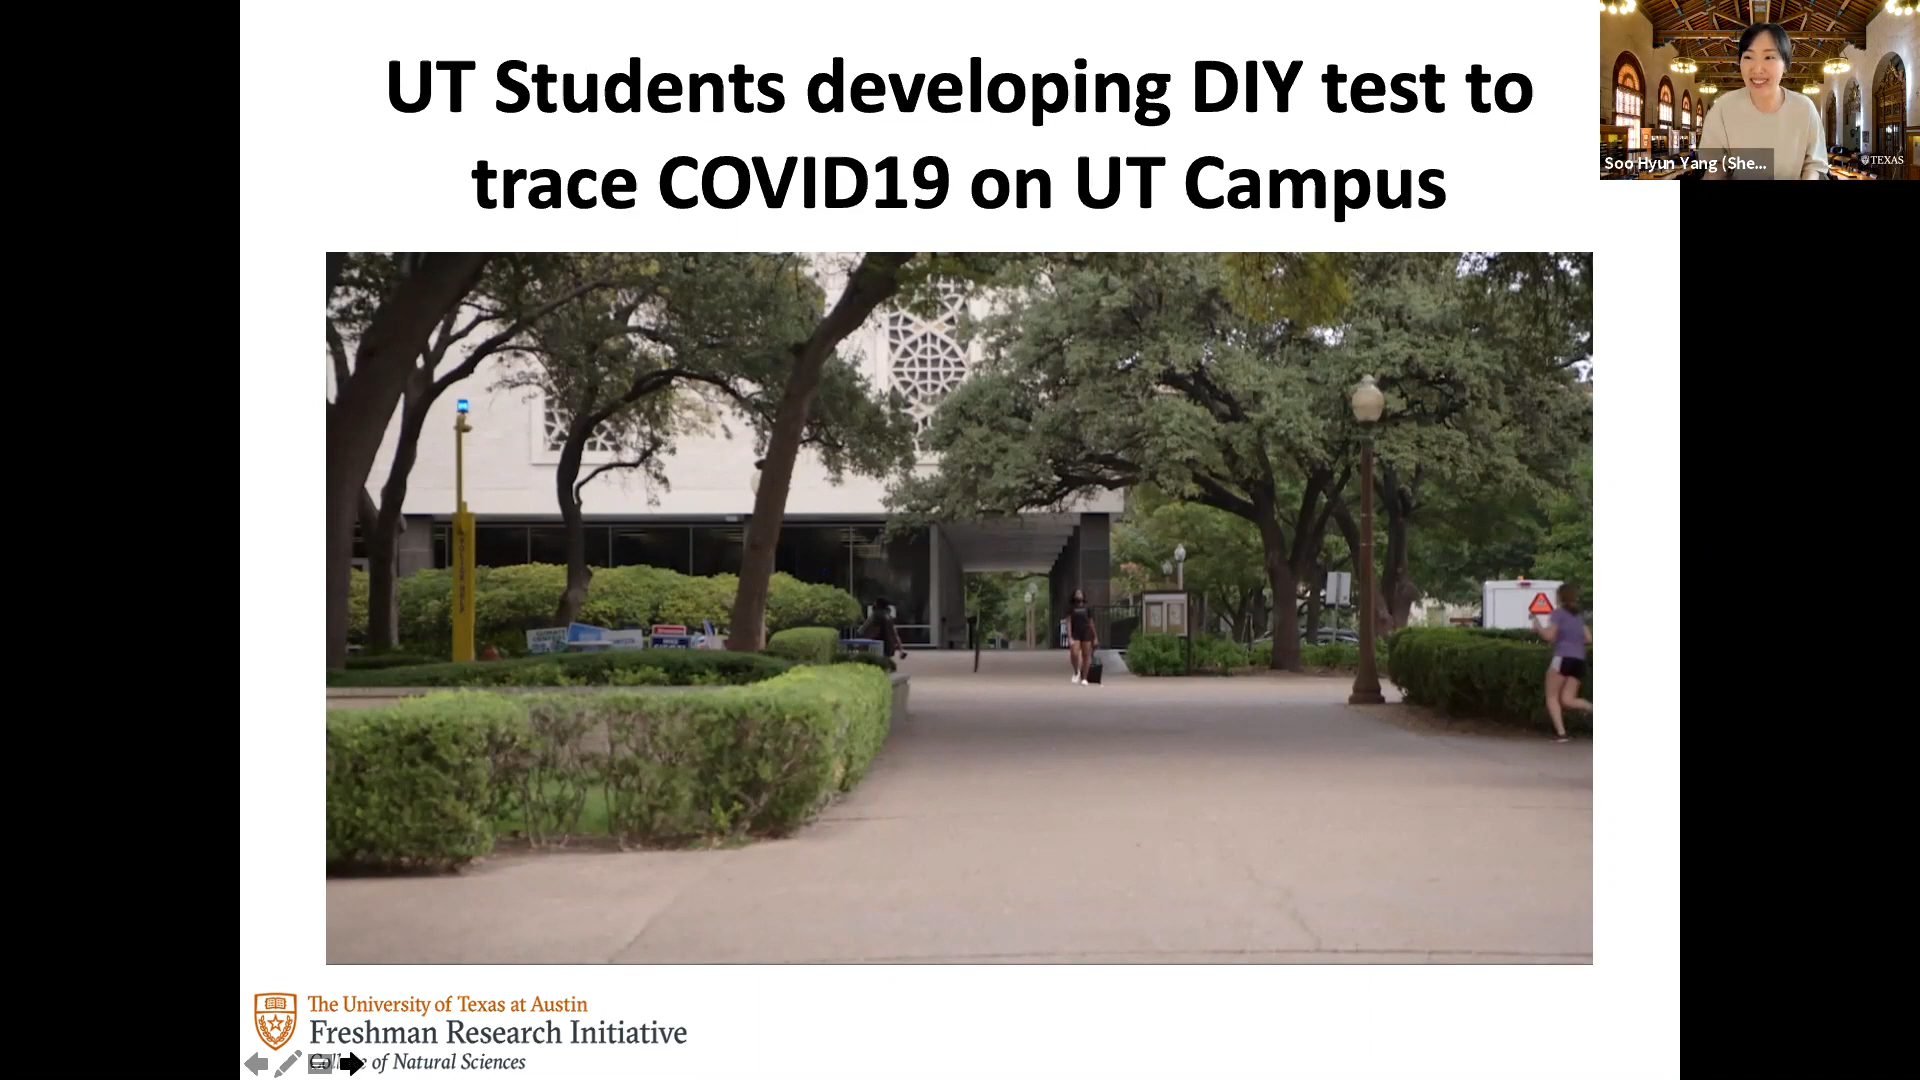 UT Students developing DIY test to
trace COVID19 on UT Campus
Soo Hyun Yang (She...
TEXAS
The University of Texas at Austin
Freshman Research Initiative
of Natural Sciences